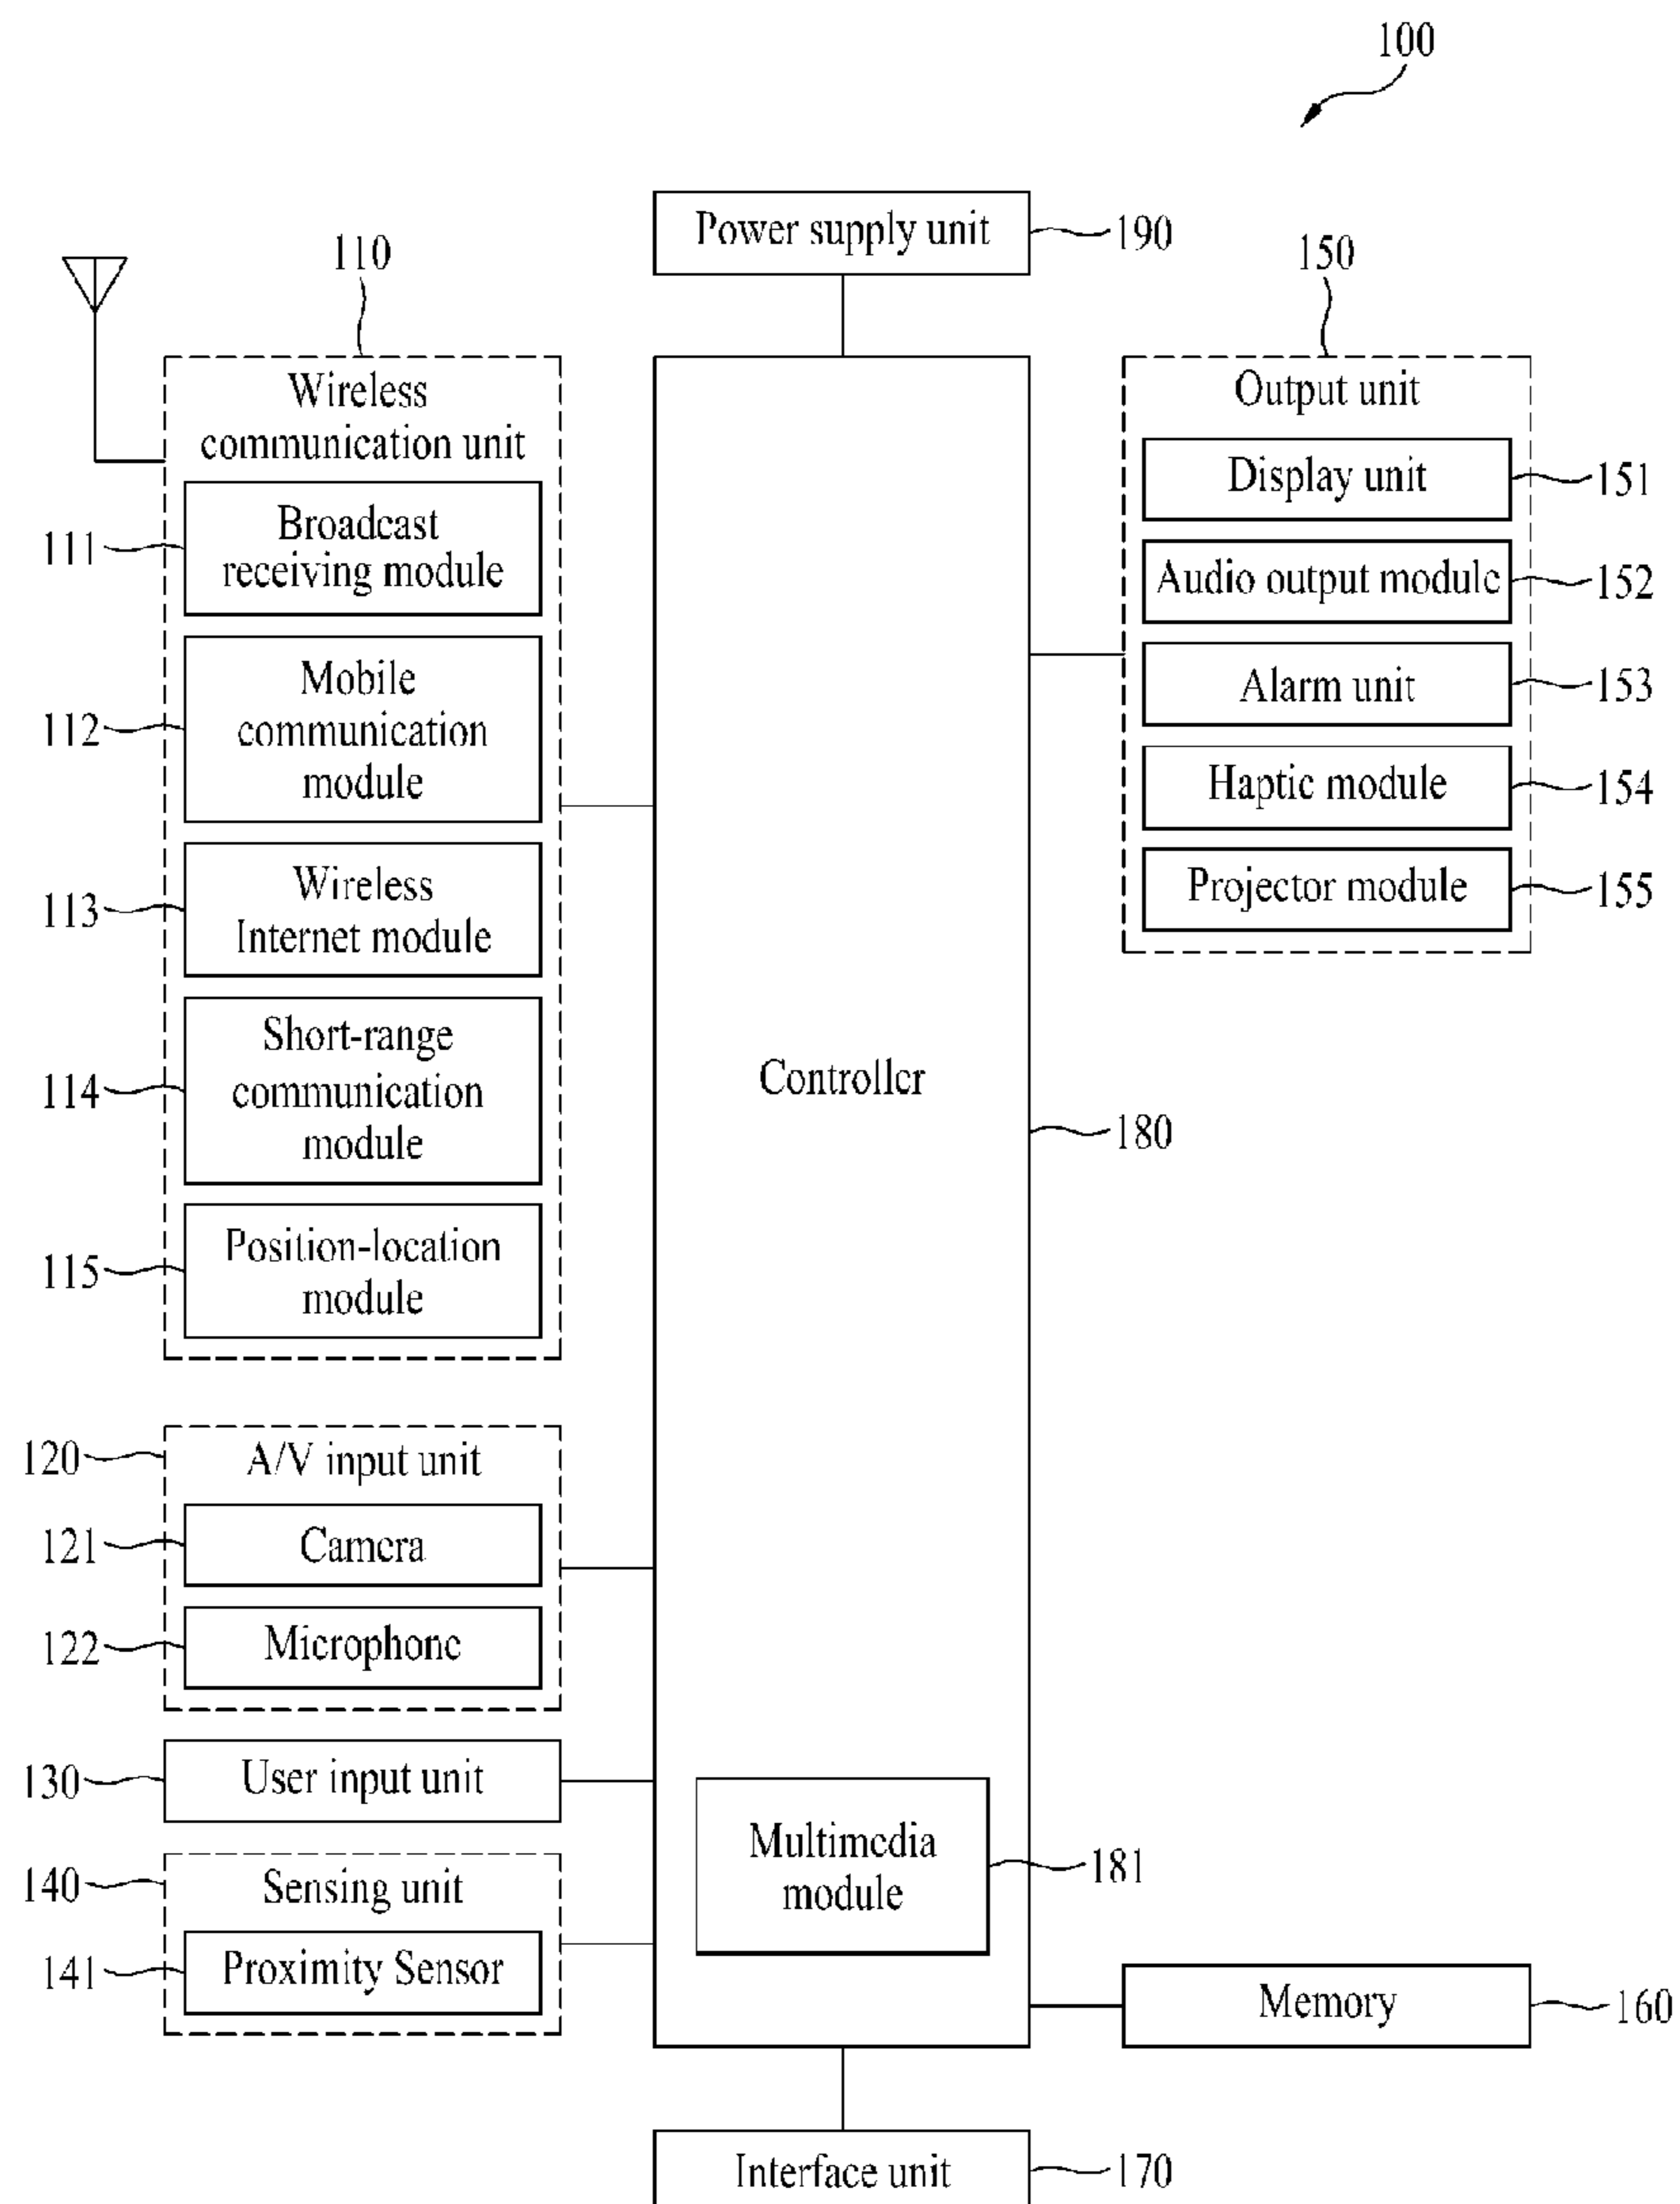 100
Power supply unit
190
110
Wireless
communication unit
111
Broadcast
receiving module
112
Mobile
communication
module
113
Wireless
Internet module
114
Short-range
communication
module
115
Position-location
module
120
A/V input unit
121
Camera
122
Microphone
130
User input unit
140
Sensing unit
141
Proximity Sensor
Controller
180
Multimedia
module
181
150
Output unit
Display unit
151
Audio output module
152
Alarm unit
153
Haptic module
154
Projector module
155
Memory
160
Interface unit
170